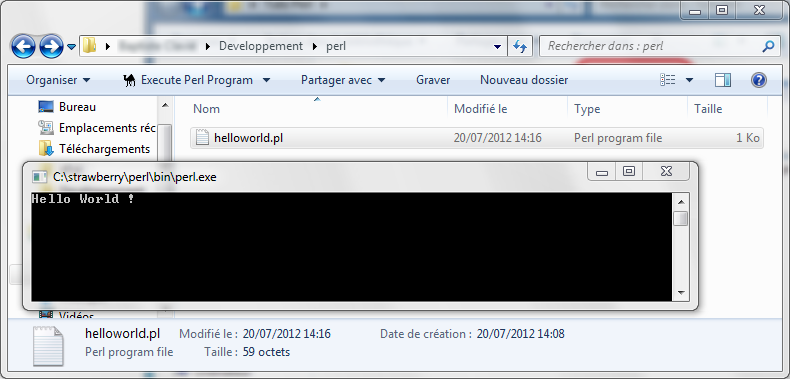 Developpement perl
Rechercher dans : perl
Organiser Execute Perl Program Partager avec Graver Nouveau dossier
Bureau
Emplacements réc
Téléchargements
Nom Modifié le Type Taille
helloworld.pl 20/07/2012 14:16 Perl program file 1 Ko
C:\strawberry\perl\bin\perl.exe
Hello World !
Vidéos
helloworld.pl Modifié le : 20/07/2012 14:16 Date de création : 20/07/2012 14:08
Perl program file Taille : 59 octets